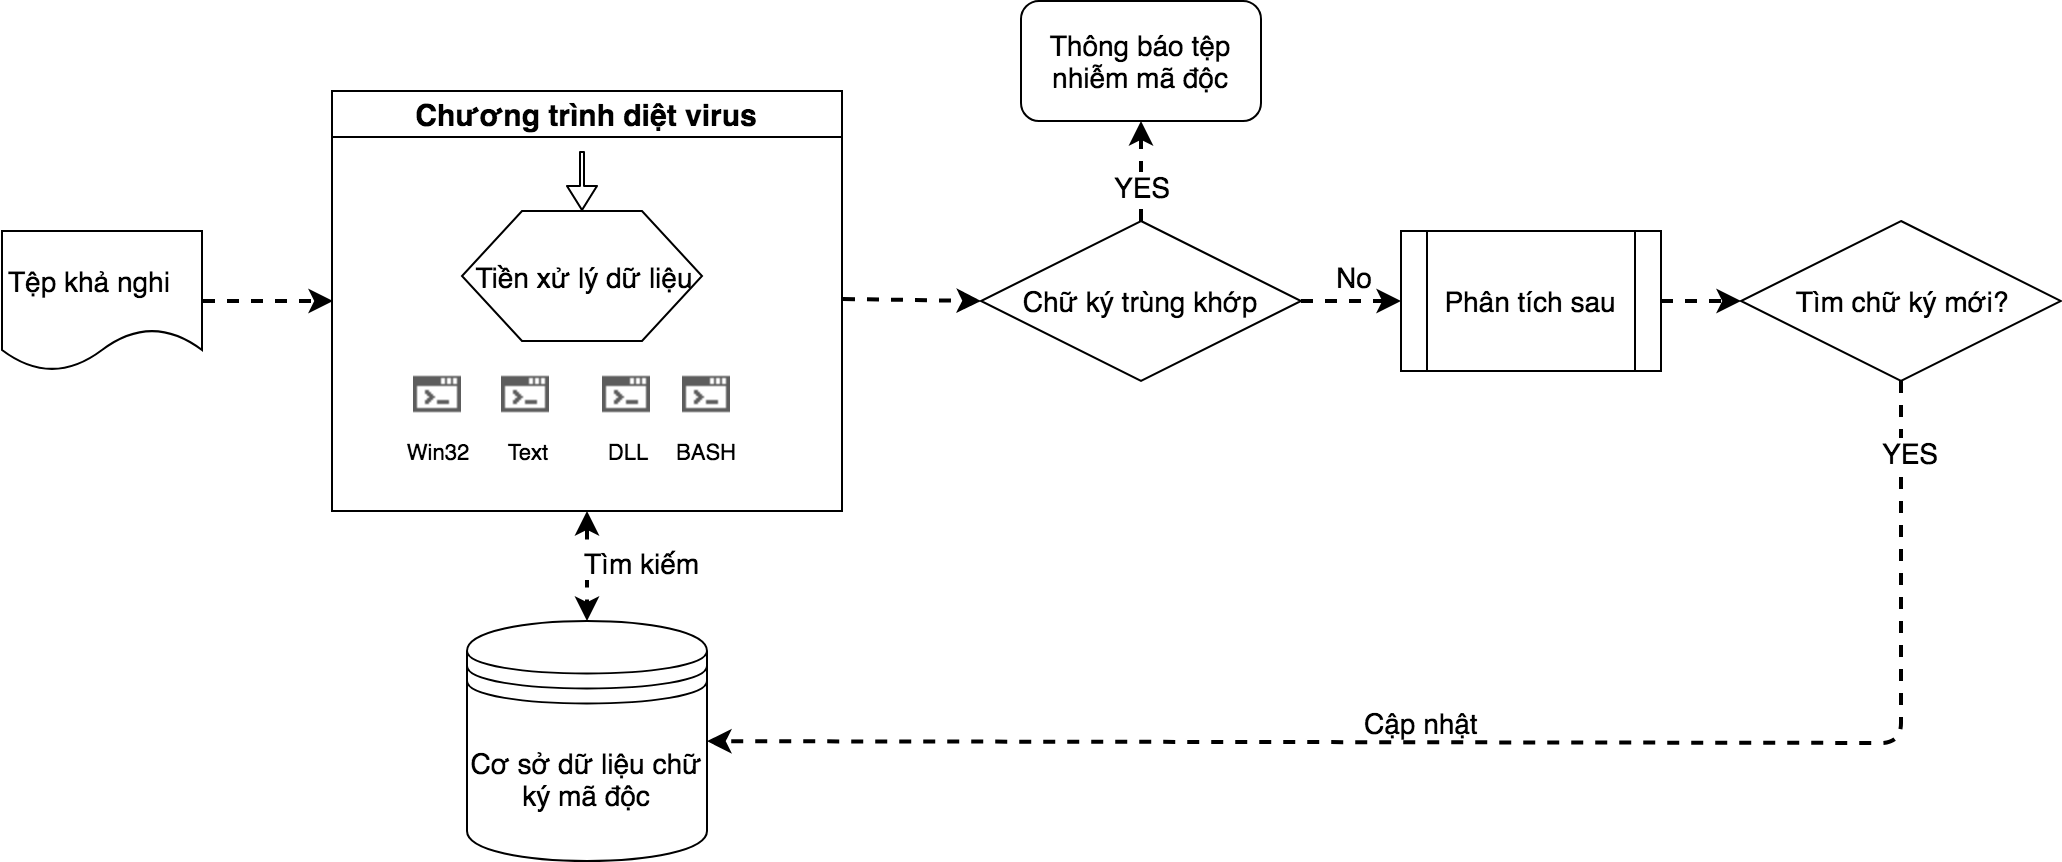 Thông báo tệp
nhiễm mã độc
Chương trình diệt virus
YES
Tệp khả nghi
Tiền xử lý dữ liệu
Chữ ký trùng khớp
No
Phân tích sau
Tìm chữ ký mới?
Win32
Text
DLL
BASH
YES
Tìm kiếm
Cập nhật
Cơ sở dữ liệu chữ
ký mã độc